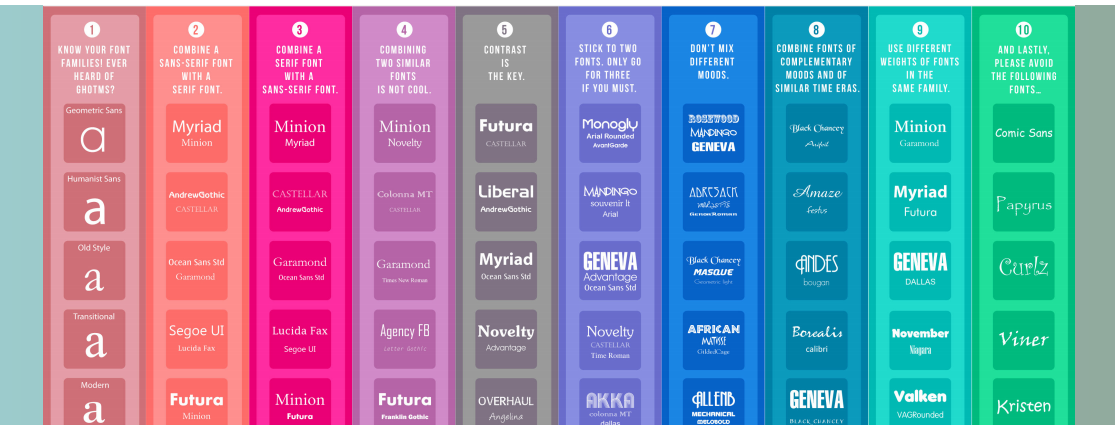 1
KNOW YOUR FONT
FAMILIES! EVER
HEARD OF
GHOTMS?
Geometric Sans
a
Humanist Sans
a
Old Style
a
Transitional
a
Modern
a
2
COMBINE A
SANS-SERIF FONT
WITH A
SERIF FONT.
Myriad
Minion
AndrewGothic
CASTELLAR
Ocean Sans Std
Garamond
Segoe UI
Lucida Fax
Futura
Minion
3
COMBINE A
SERIF FONT
WITH A
SANS-SERIF FONT.
Minion
Myriad
CASTELLAR
AndrewGothic
Garamond
Ocean Sans Std
Lucida Fax
Segoe UI
Minion
Futura
4
COMBINING
TWO SIMILAR
FONTS
IS NOT COOL.
Minion
Novelty
Colonna MT
CASTELLAR
Garamond
Times New Roman
Agency FB
Letter Gothic
Futura
Franklin Gothic
5
CONTRAST
IS
THE KEY.
Futura
CASTELLAR
Liberal
AndrewGothic
Myriad
Ocean Sans Std
Novelty
Advantage
OVERHAUL
Angelina
6
STICK TO TWO
FONTS. ONLY GO
FOR THREE
IF YOU MUST.
Monogly
Arial Rounded
AvantGarde
MANDINGO
souvenir lt
Arial
GENEVA
Advantage
Ocean Sans Std
Novelty
CASTELLAR
Time Roman
AKKA
colonna MT
dallas
7
DON'T MIX
DIFFERENT
MOODS.
ROSEWOOD
MANDINGO
GENEVA
GenexRoman
Black Chancey
MASQUE
Geometric light
AFRICAN
MATISSE
GildedCage
ALLENB
MECHANICAL
8
COMBINE FONTS OF
COMPLEMENTARY
MOODS AND OF
SIMILAR TIME ERAS.
Black Chancey
Amaze
festus
ANDES
bougan
Borealis
calibri
GENEVA
BLACK CHANCEY
9
USE DIFFERENT
WEIGHTS OF FONTS
IN THE
SAME FAMILY.
Minion
Garamond
Myriad
Futura
GENEVA
DALLAS
November
Niagara
Valken
VAGRounded
10
AND LASTLY,
PLEASE AVOID
THE FOLLOWING
FONTS...
Comic Sans
Papyrus
Curlz
Viner
Kristen